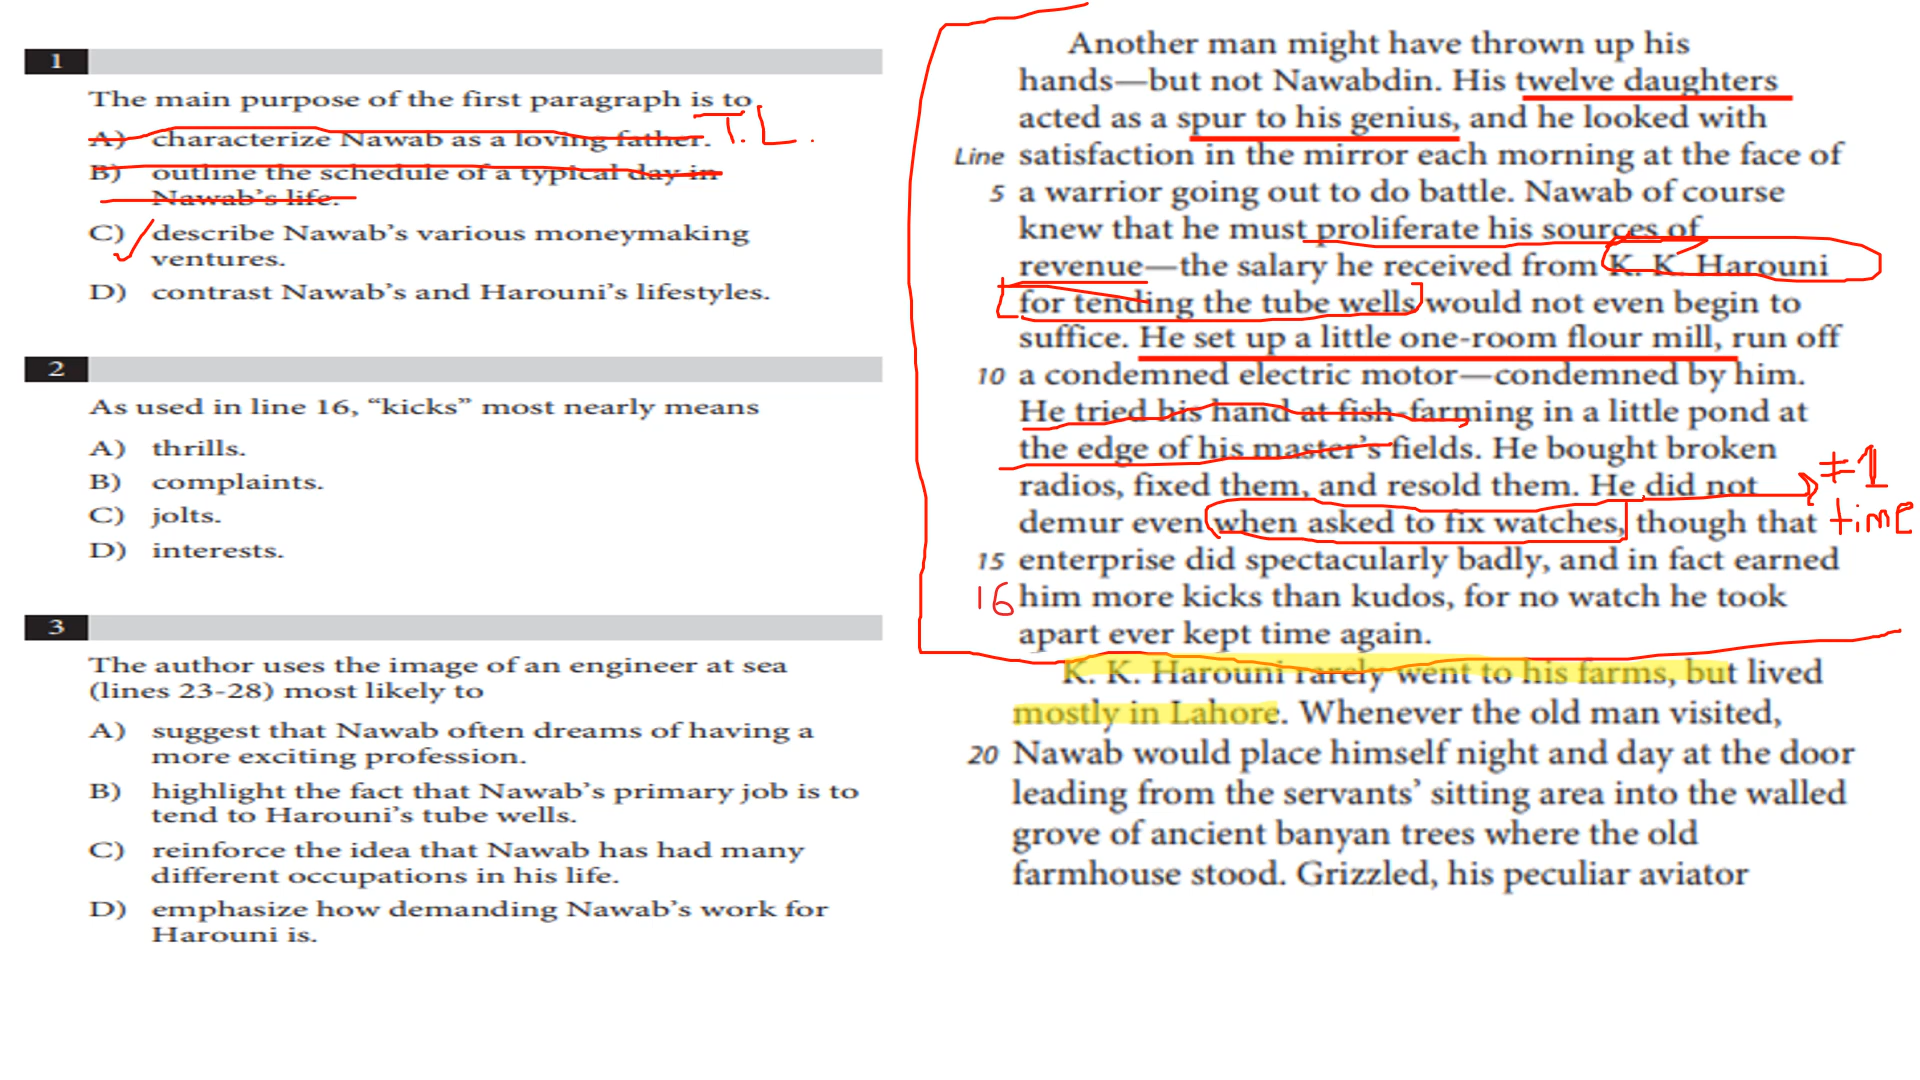 1
The main purpose of the first paragraph is to
T.L.
A) characterize Nawab as a loving father.
B) outline the schedule of a typical day in
Nawab’s life.
C) describe Nawab’s various moneymaking
ventures.
D) contrast Nawab’s and Harouni’s lifestyles.
2
As used in line 16, “kicks” most nearly means
A) thrills.
B) complaints.
C) jolts.
D) interests.
3
The author uses the image of an engineer at sea
(lines 23-28) most likely to
A) suggest that Nawab often dreams of having a
more exciting profession.
B) highlight the fact that Nawab’s primary job is to
tend to Harouni’s tube wells.
C) reinforce the idea that Nawab has had many
different occupations in his life.
D) emphasize how demanding Nawab’s work for
Harouni is.
Another man might have thrown up his
hands—but not Nawabdin. His twelve daughters
acted as a spur to his genius, and he looked with
Line satisfaction in the mirror each morning at the face of
5 a warrior going out to do battle. Nawab of course
knew that he must proliferate his sources of
revenue—the salary he received from K. K. Harouni
for tending the tube wells would not even begin to
suffice. He set up a little one-room flour mill, run off
10 a condemned electric motor—condemned by him.
He tried his hand at fish-farming in a little pond at
the edge of his master’s fields. He bought broken
radios, fixed them, and resold them. He did not
≠1
demur even when asked to fix watches, though that
time
15 enterprise did spectacularly badly, and in fact earned
16 him more kicks than kudos, for no watch he took
apart ever kept time again.
K. K. Harouni rarely went to his farms, but lived
mostly in Lahore. Whenever the old man visited,
20 Nawab would place himself night and day at the door
leading from the servants’ sitting area into the walled
grove of ancient banyan trees where the old
farmhouse stood. Grizzled, his peculiar aviator